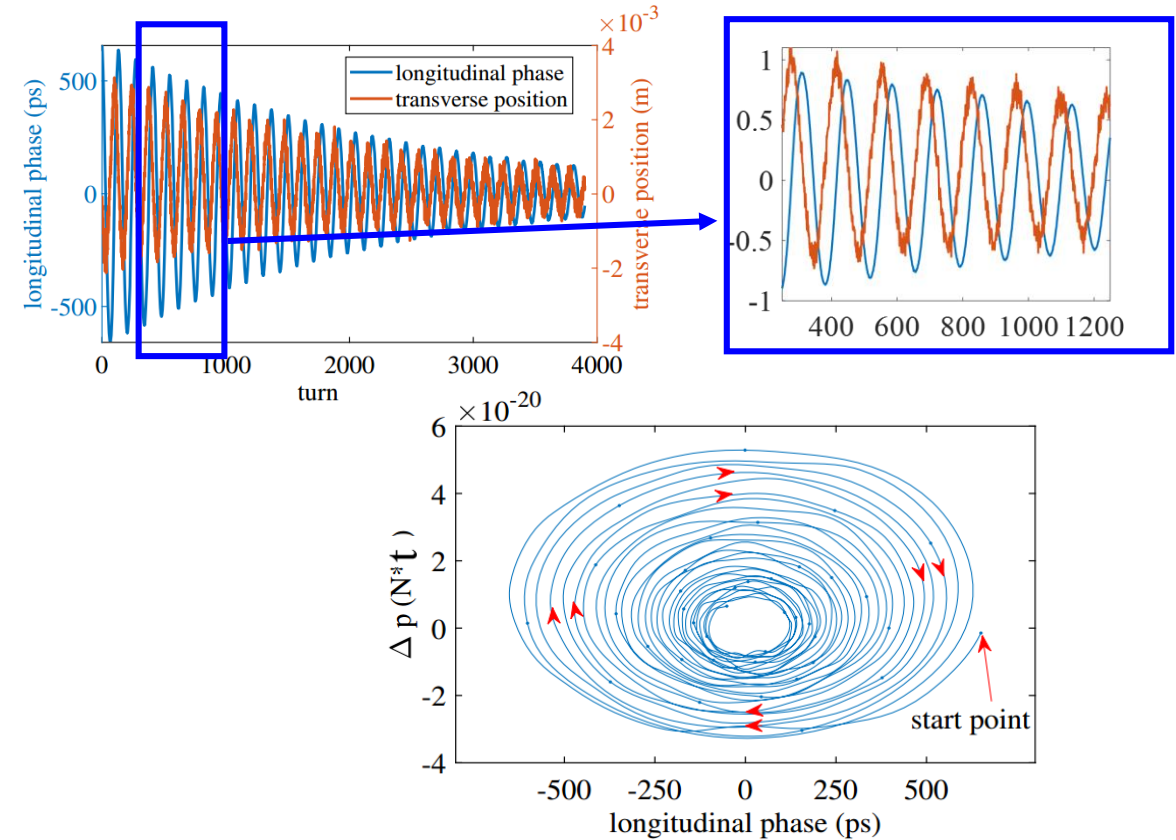 ×10⁻³
500
0
-500
longitudinal phase (ps)
longitudinal phase
transverse position
4
2
0
-2
-4
transverse position (m)
0 1000 2000 3000 4000
turn
1
0.5
0
-0.5
-1
400 600 800 1000 1200
×10⁻²⁰
6
4
2
0
-2
-4
Δ p (N*t )
start point
-500 -250 0 250 500
longitudinal phase (ps)